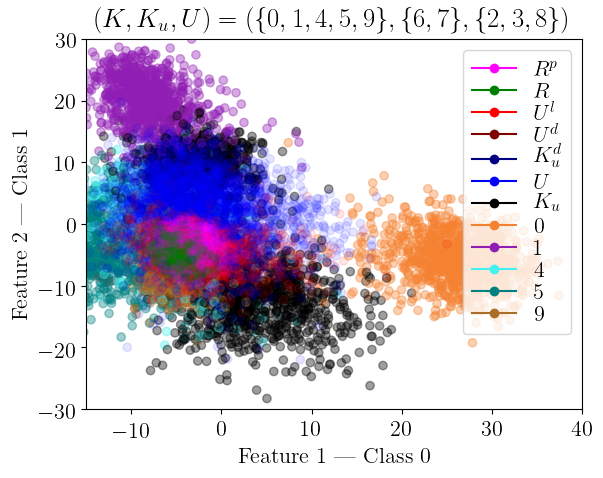 (K, K_u, U) = ({0, 1, 4, 5, 9}, {6, 7}, {2, 3, 8})
30
20
10
0
−10
−20
−30
−10
0
10
20
30
40
Feature 2 — Class 1
Feature 1 — Class 0
R^p
R
U^l
U^d
K_u^d
U
K_u
0
1
4
5
9